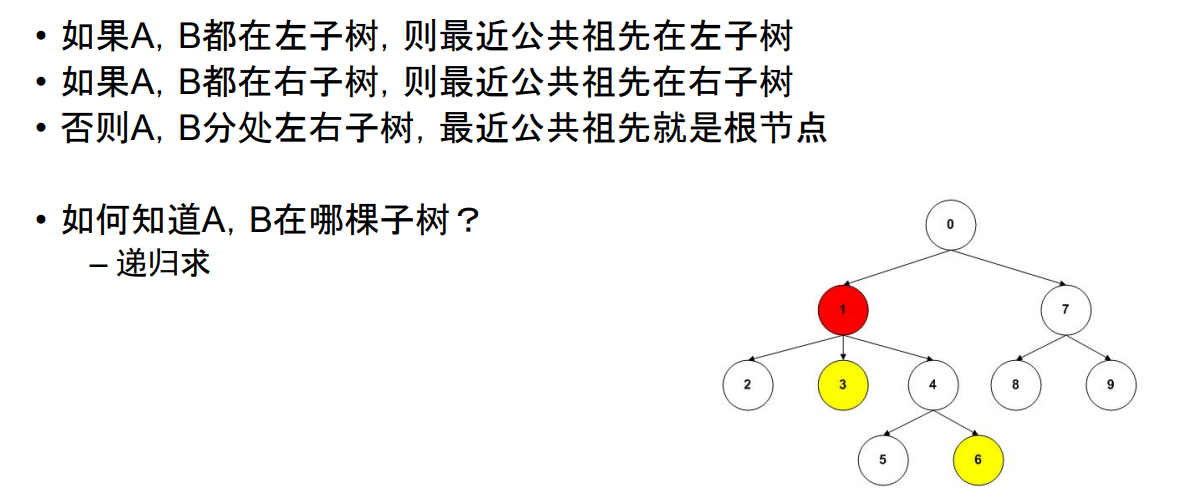 • 如果A, B都在左子树, 则最近公共祖先在左子树
• 如果A, B都在右子树, 则最近公共祖先在右子树
• 否则A, B分处左右子树, 最近公共祖先就是根节点
• 如何知道A, B在哪棵子树？
– 递归求
0
1
7
2
3
4
8
9
5
6